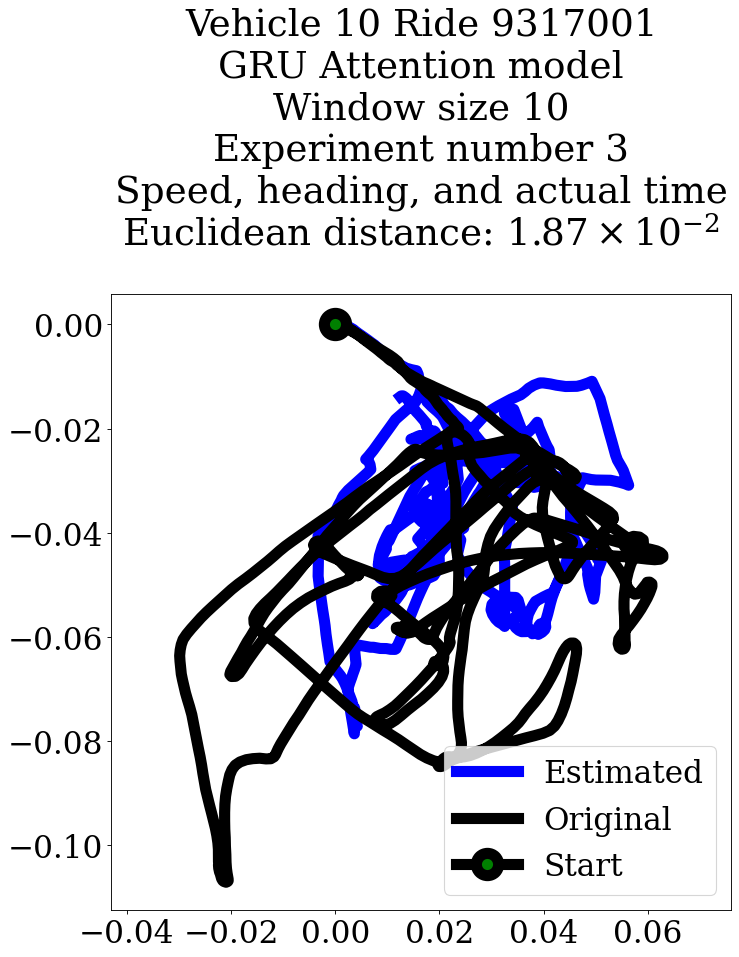 Vehicle 10 Ride 9317001
GRU Attention model
Window size 10
Experiment number 3
Speed, heading, and actual time
Euclidean distance: 1.87 × 10⁻²
0.00
−0.02
−0.04
−0.06
−0.08
−0.10
Estimated
Original
Start
−0.04 −0.02 0.00 0.02 0.04 0.06